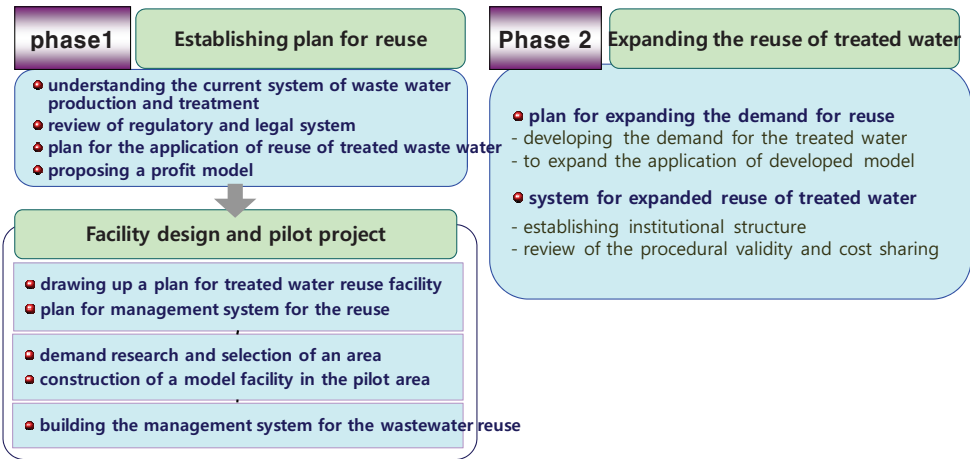 phase1
Establishing plan for reuse
understanding the current system of waste water
production and treatment
review of regulatory and legal system
plan for the application of reuse of treated waste water
proposing a profit model
Facility design and pilot project
drawing up a plan for treated water reuse facility
plan for management system for the reuse
demand research and selection of an area
construction of a model facility in the pilot area
building the management system for the wastewater reuse
Phase 2
Expanding the reuse of treated water
plan for expanding the demand for reuse
- developing the demand for the treated water
- to expand the application of developed model
system for expanded reuse of treated water
- establishing institutional structure
- review of the procedural validity and cost sharing